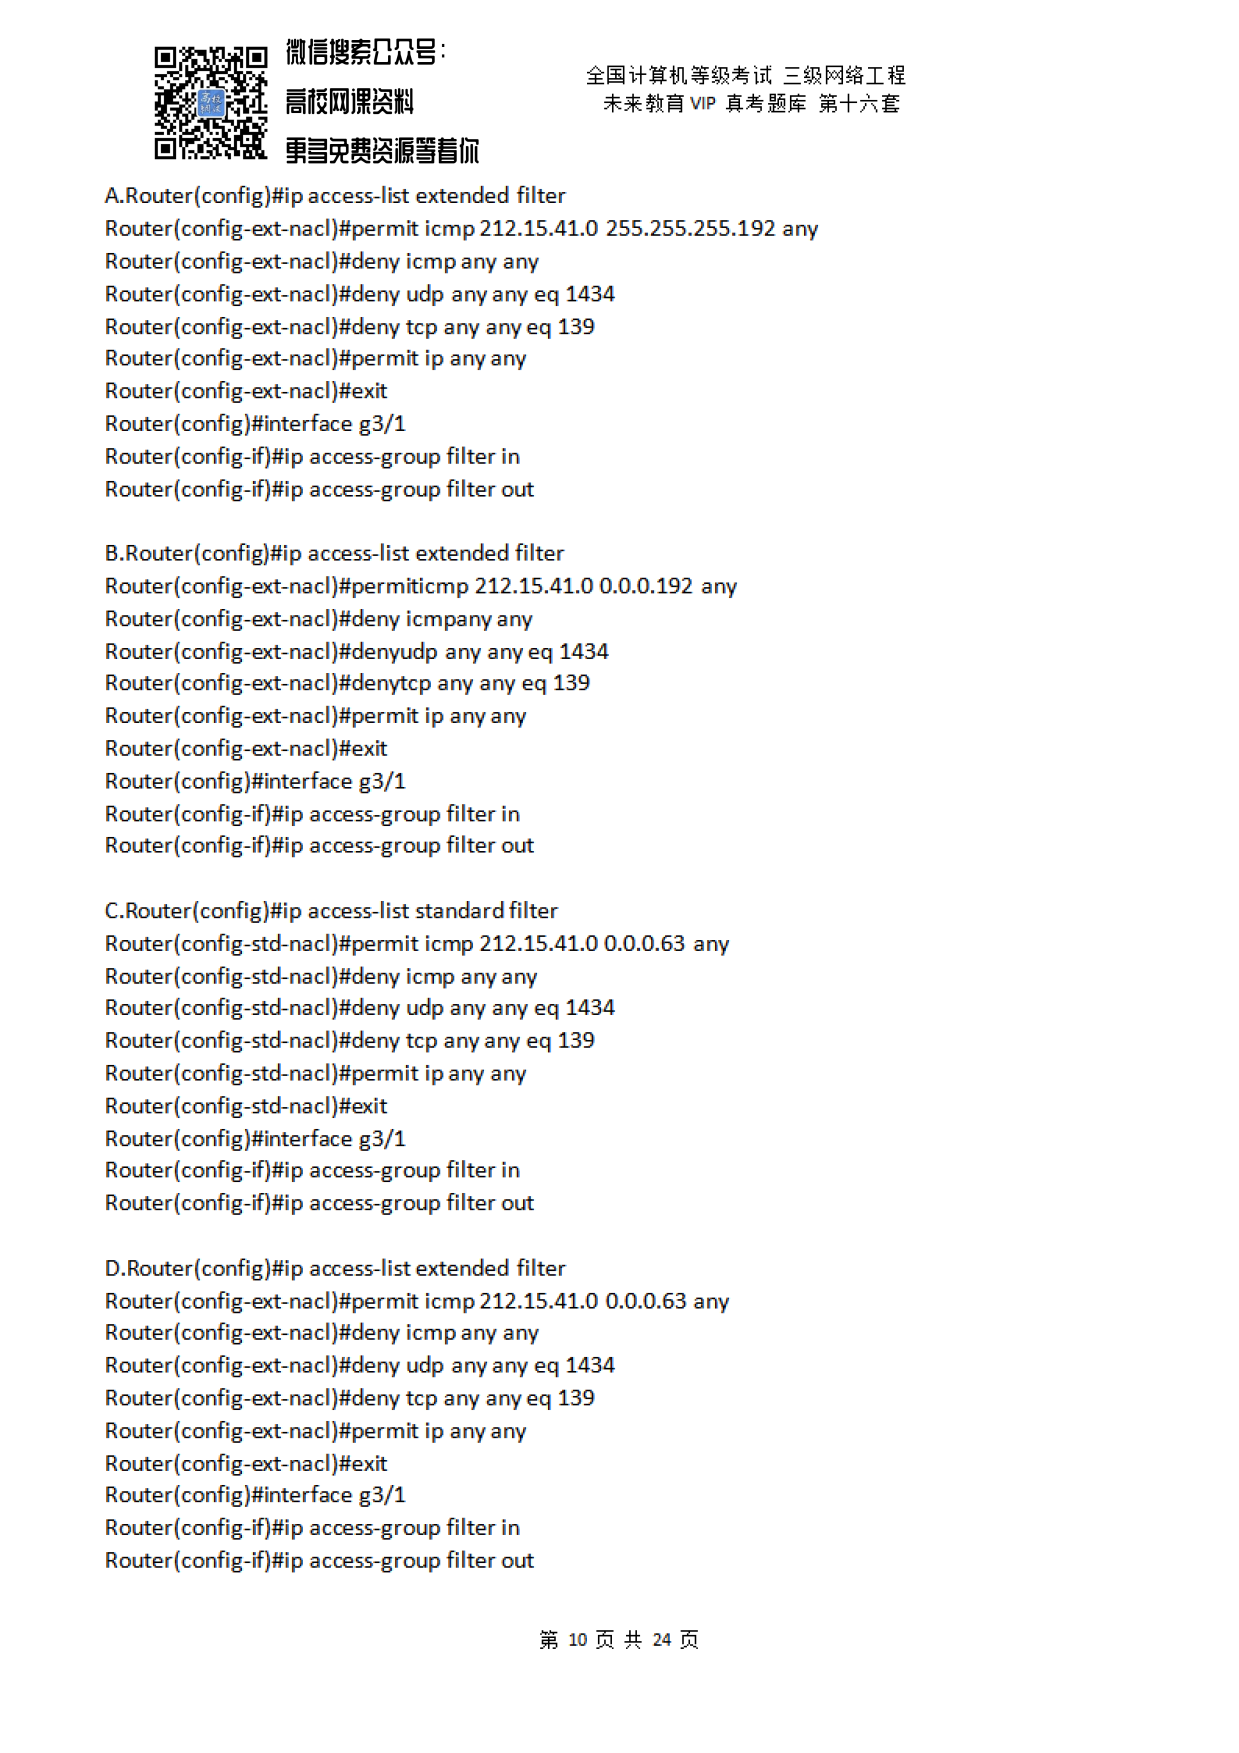 微信搜索公众号：
高校网课资料
更多免费资源等着你
高校
网课
全国计算机等级考试 三级网络工程
未来教育 VIP 真考题库 第十六套
A.Router(config)#ip access-list extended filter
Router(config-ext-nacl)#permit icmp 212.15.41.0 255.255.255.192 any
Router(config-ext-nacl)#deny icmp any any
Router(config-ext-nacl)#deny udp any any eq 1434
Router(config-ext-nacl)#deny tcp any any eq 139
Router(config-ext-nacl)#permit ip any any
Router(config-ext-nacl)#exit
Router(config)#interface g3/1
Router(config-if)#ip access-group filter in
Router(config-if)#ip access-group filter out
B.Router(config)#ip access-list extended filter
Router(config-ext-nacl)#permiticmp 212.15.41.0 0.0.0.192 any
Router(config-ext-nacl)#deny icmpany any
Router(config-ext-nacl)#denyudp any any eq 1434
Router(config-ext-nacl)#denytcp any any eq 139
Router(config-ext-nacl)#permit ip any any
Router(config-ext-nacl)#exit
Router(config)#interface g3/1
Router(config-if)#ip access-group filter in
Router(config-if)#ip access-group filter out
C.Router(config)#ip access-list standard filter
Router(config-std-nacl)#permit icmp 212.15.41.0 0.0.0.63 any
Router(config-std-nacl)#deny icmp any any
Router(config-std-nacl)#deny udp any any eq 1434
Router(config-std-nacl)#deny tcp any any eq 139
Router(config-std-nacl)#permit ip any any
Router(config-std-nacl)#exit
Router(config)#interface g3/1
Router(config-if)#ip access-group filter in
Router(config-if)#ip access-group filter out
D.Router(config)#ip access-list extended filter
Router(config-ext-nacl)#permit icmp 212.15.41.0 0.0.0.63 any
Router(config-ext-nacl)#deny icmp any any
Router(config-ext-nacl)#deny udp any any eq 1434
Router(config-ext-nacl)#deny tcp any any eq 139
Router(config-ext-nacl)#permit ip any any
Router(config-ext-nacl)#exit
Router(config)#interface g3/1
Router(config-if)#ip access-group filter in
Router(config-if)#ip access-group filter out
第 10 页 共 24 页